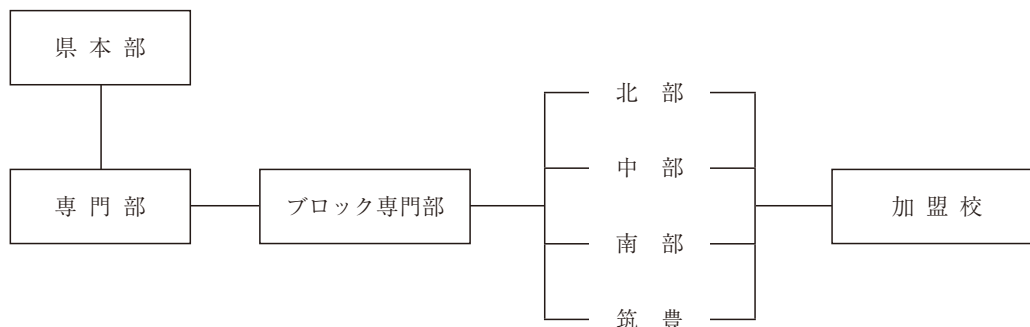 県本部
北部
中部
専門部
ブロック専門部
加盟校
南部
筑豊